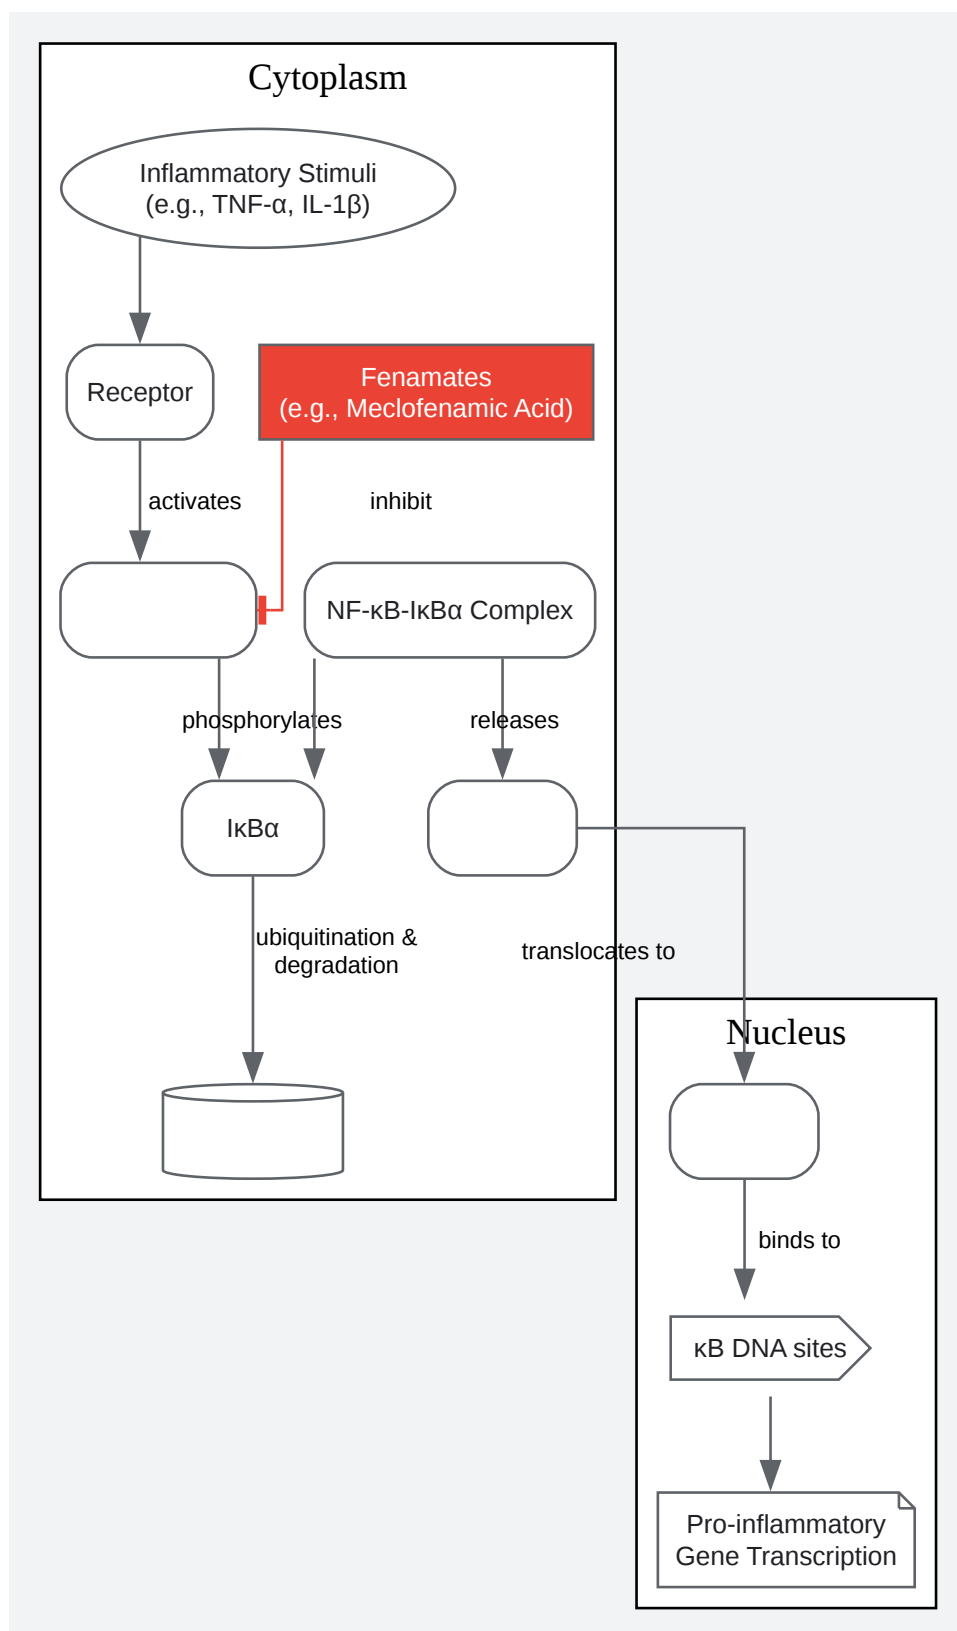 Cytoplasm
Inflammatory Stimuli
(e.g., TNF-α, IL-1β)
Receptor
Fenamates
(e.g., Meclofenamic Acid)
activates
inhibit
NF-κB-IκBα Complex
phosphorylates
releases
IκBα
ubiquitination &
degradation
translocates to
Nucleus
binds to
κB DNA sites
Pro-inflammatory
Gene Transcription